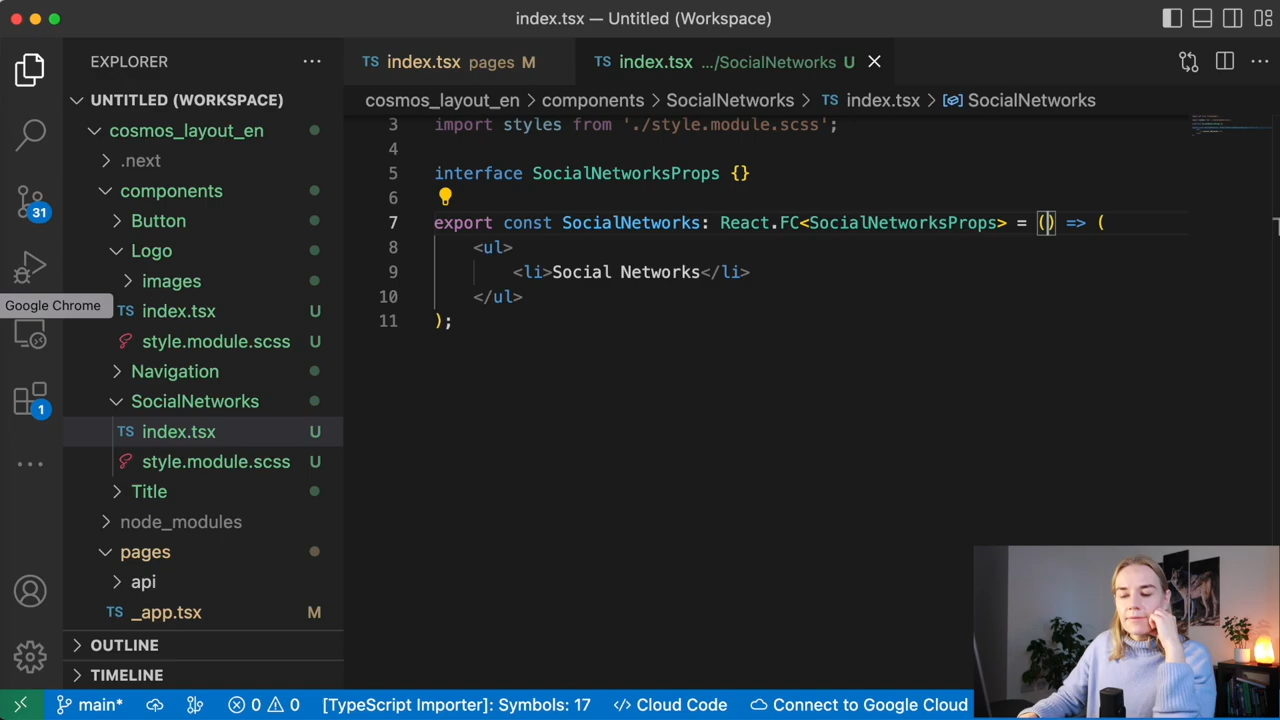 index.tsx — Untitled (Workspace)
EXPLORER
TS index.tsx pages M
TS index.tsx .../SocialNetworks U
UNTITLED (WORKSPACE)
cosmos_layout_en > components > SocialNetworks > TS index.tsx > SocialNetworks
cosmos_layout_en
.next
components
Button
Logo
images
TS index.tsx U
style.module.scss U
Navigation
SocialNetworks
TS index.tsx U
style.module.scss U
Title
node_modules
pages
api
TS _app.tsx M
OUTLINE
TIMELINE
31
Google Chrome
1
3 import styles from './style.module.scss';
4
5 interface SocialNetworksProps {}
6
7 export const SocialNetworks: React.FC<SocialNetworksProps> = () => (
8 <ul>
9 <li>Social Networks</li>
10 </ul>
11 );
main* 0 0 [TypeScript Importer]: Symbols: 17 </> Cloud Code Connect to Google Cloud